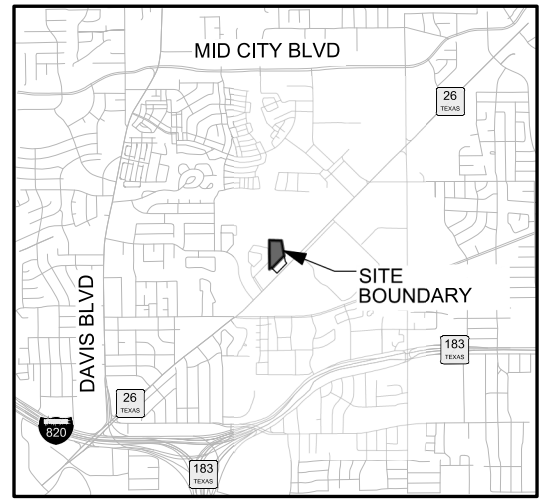 MID CITY BLVD
26
TEXAS
SITE
BOUNDARY
DAVIS BLVD
183
TEXAS
26
TEXAS
820
183
TEXAS